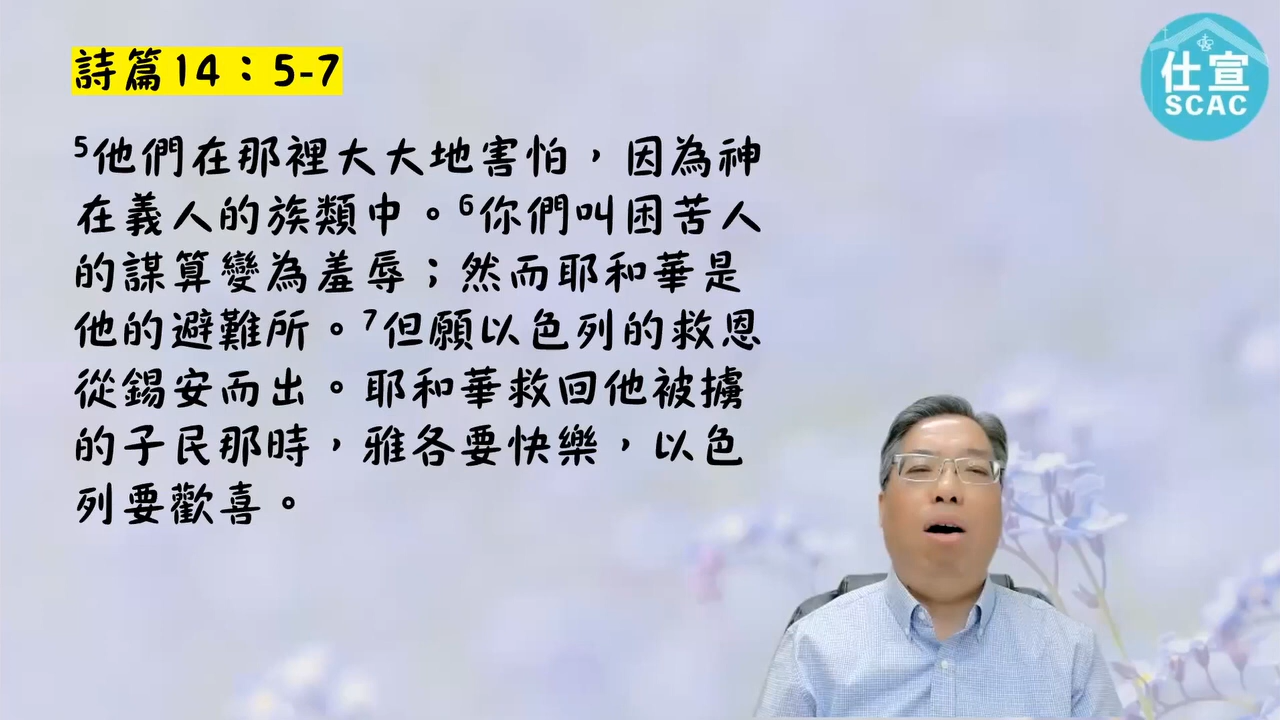 詩篇14：5-7
仕宣
SCAC
⁵他們在那裡大大地害怕，因為神
在義人的族類中。⁶你們叫困苦人
的謀算變為羞辱；然而耶和華是
他的避難所。⁷但願以色列的救恩
從錫安而出。耶和華救回他被擄
的子民那時，雅各要快樂，以色
列要歡喜。